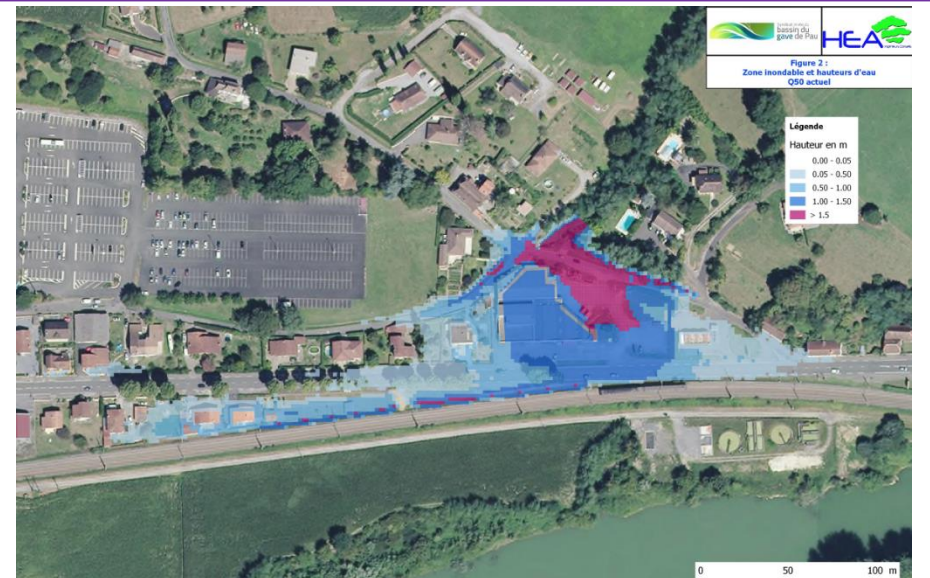 bassin du
gave de Pau
HEA
Figure 2 :
Zone inondable et hauteurs d'eau
Q50 actuel
Légende
Hauteur en m
0.00 - 0.05
0.05 - 0.50
0.50 - 1.00
1.00 - 1.50
> 1.5
0 50 100 m